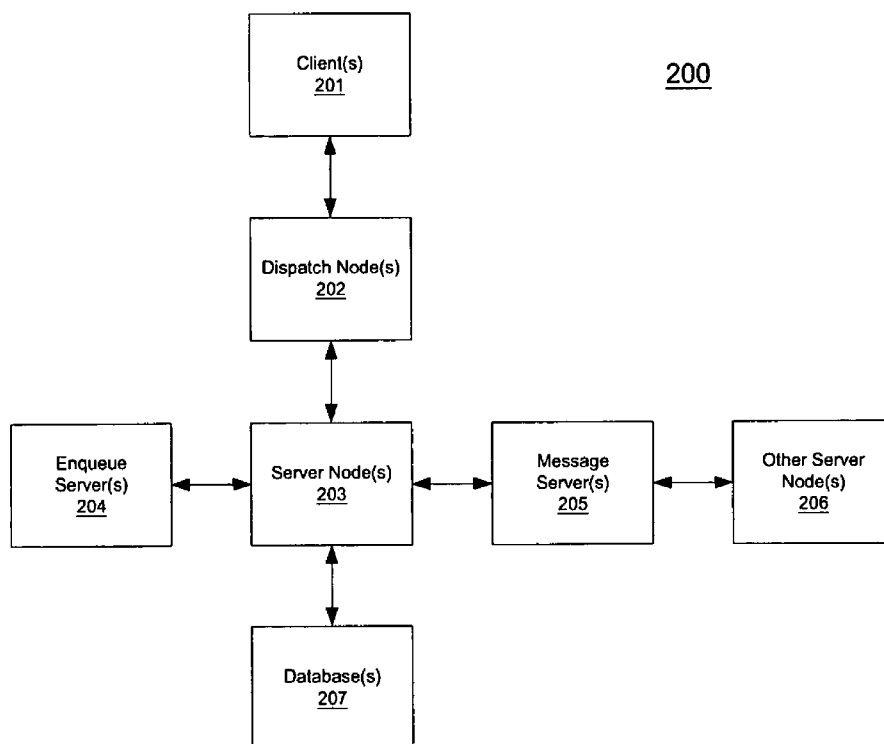 Client(s)
201
200
Dispatch Node(s)
202
Enqueue
Server(s)
204
Server Node(s)
203
Message
Server(s)
205
Other Server
Node(s)
206
Database(s)
207